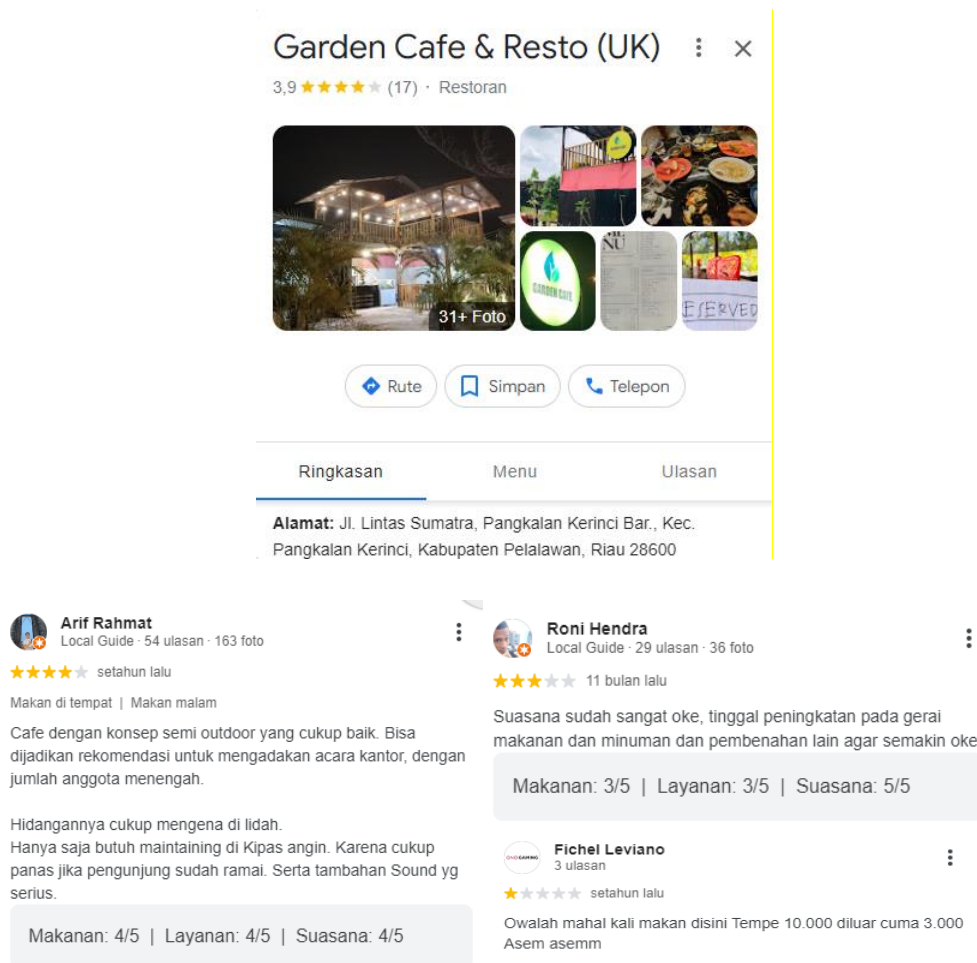 Garden Cafe & Resto (UK)
3,9 (17) · Restoran
GARDEN CAFE
MENU
RESERVED
31+ Foto
Rute
Simpan
Telepon
Ringkasan
Menu
Ulasan
Alamat: Jl. Lintas Sumatra, Pangkalan Kerinci Bar., Kec.
Pangkalan Kerinci, Kabupaten Pelalawan, Riau 28600
Arif Rahmat
Local Guide · 54 ulasan · 163 foto
setahun lalu
Makan di tempat | Makan malam
Cafe dengan konsep semi outdoor yang cukup baik. Bisa
dijadikan rekomendasi untuk mengadakan acara kantor, dengan
jumlah anggota menengah.
Hidangannya cukup mengena di lidah.
Hanya saja butuh maintaining di Kipas angin. Karena cukup
panas jika pengunjung sudah ramai. Serta tambahan Sound yg
serius.
Makanan: 4/5 | Layanan: 4/5 | Suasana: 4/5
Roni Hendra
Local Guide · 29 ulasan · 36 foto
11 bulan lalu
Suasana sudah sangat oke, tinggal peningkatan pada gerai
makanan dan minuman dan pembenahan lain agar semakin oke
Makanan: 3/5 | Layanan: 3/5 | Suasana: 5/5
Fichel Leviano
3 ulasan
setahun lalu
Owalah mahal kali makan disini Tempe 10.000 diluar cuma 3.000
Asem asemm